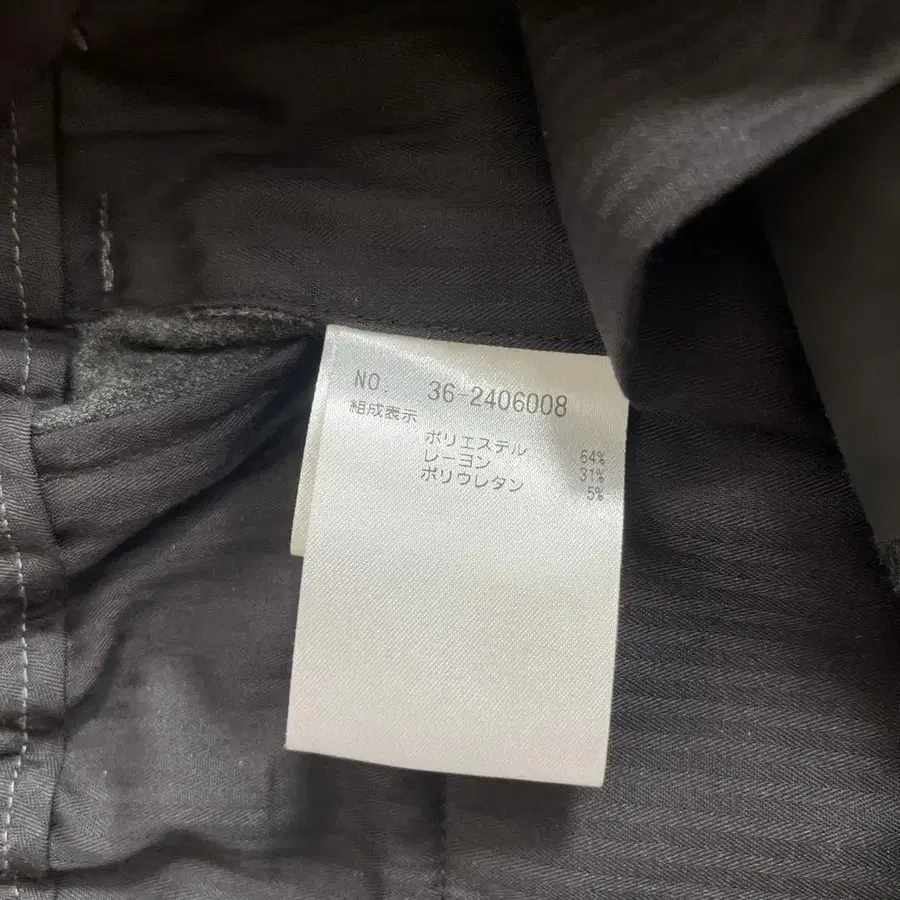 NO. 36-2406008
組成表示
ポリエステル 64%
レーヨン 31%
ポリウレタン 5%